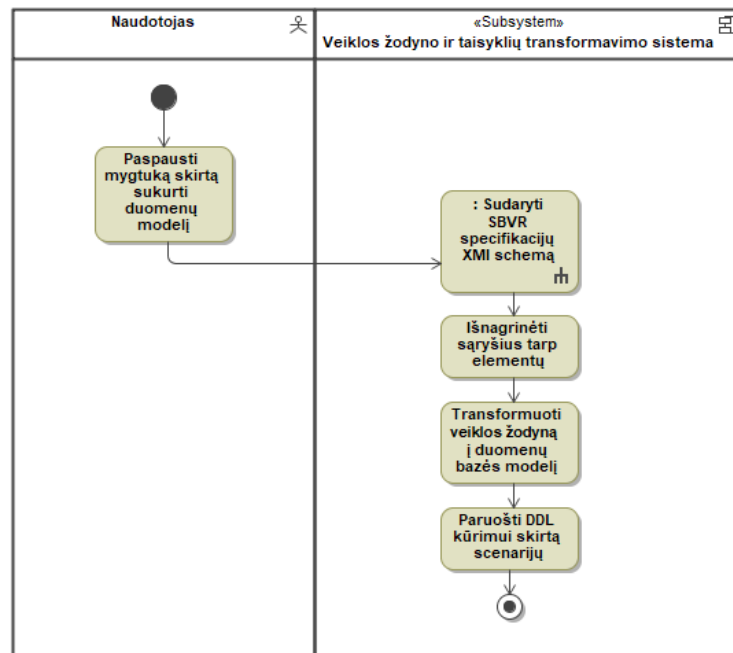 Naudotojas
«Subsystem»
Veiklos žodyno ir taisyklių transformavimo sistema
Paspausti
mygtuką skirtą
sukurti
duomenų
modelį
: Sudaryti
SBVR
specifikacijų
XMI schemą
Išnagrinėti
sąryšius tarp
elementų
Transformuoti
veiklos žodyną
į duomenų
bazės modelį
Paruošti DDL
kūrimui skirtą
scenarijų